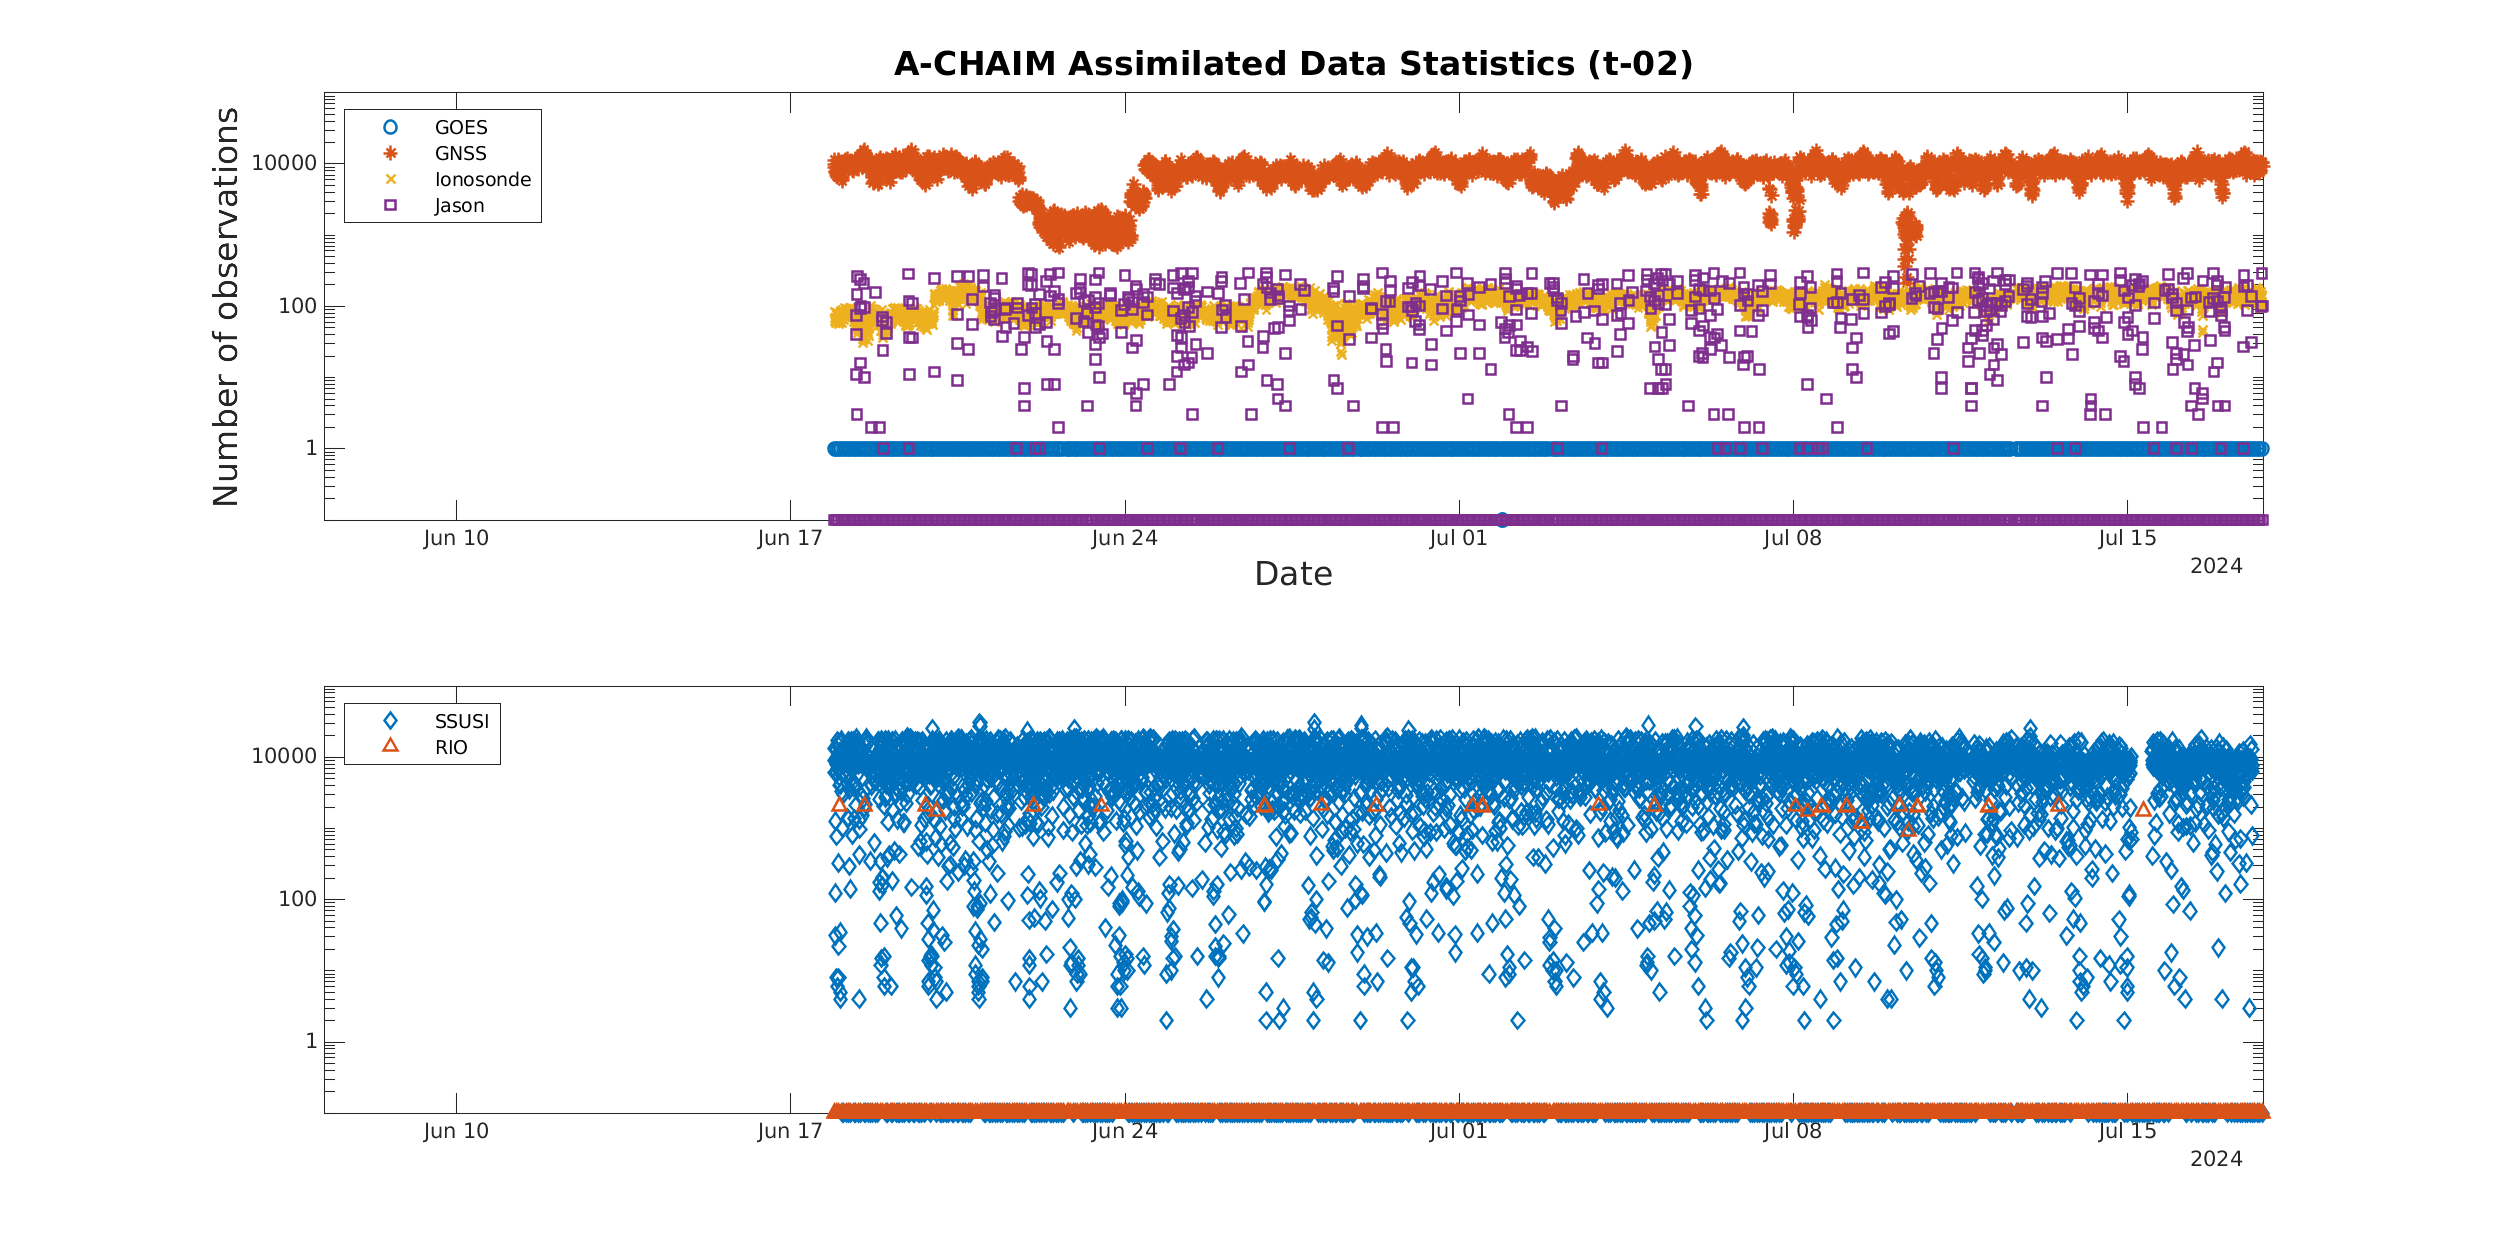 A-CHAIM Assimilated Data Statistics (t-02)
Number of observations
10000
100
1
GOES
GNSS
Ionosonde
Jason
Jun 10
Jun 17
Jun 24
Jul 01
Jul 08
Jul 15
2024
Date
10000
100
1
SSUSI
RIO
Jun 10
Jun 17
Jun 24
Jul 01
Jul 08
Jul 15
2024